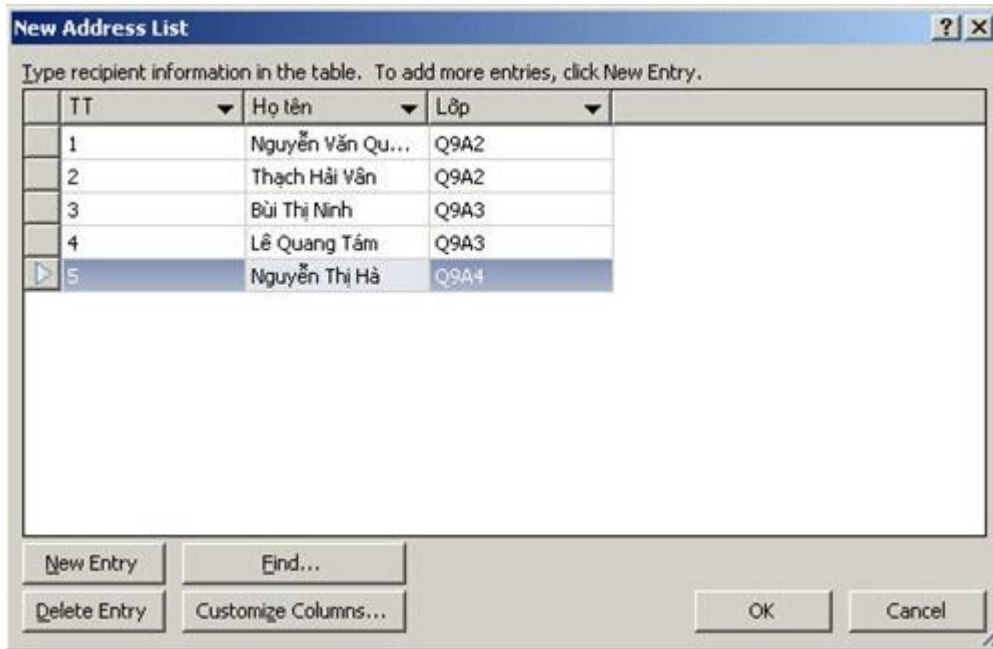 New Address List
Type recipient information in the table. To add more entries, click New Entry.
TT Họ tên Lớp
1 Nguyễn Văn Qu... Q9A2
2 Thạch Hải Vân Q9A2
3 Bùi Thị Ninh Q9A3
4 Lê Quang Tám Q9A3
5 Nguyễn Thị Hà Q9A4
New Entry Find...
Delete Entry Customize Columns... OK Cancel